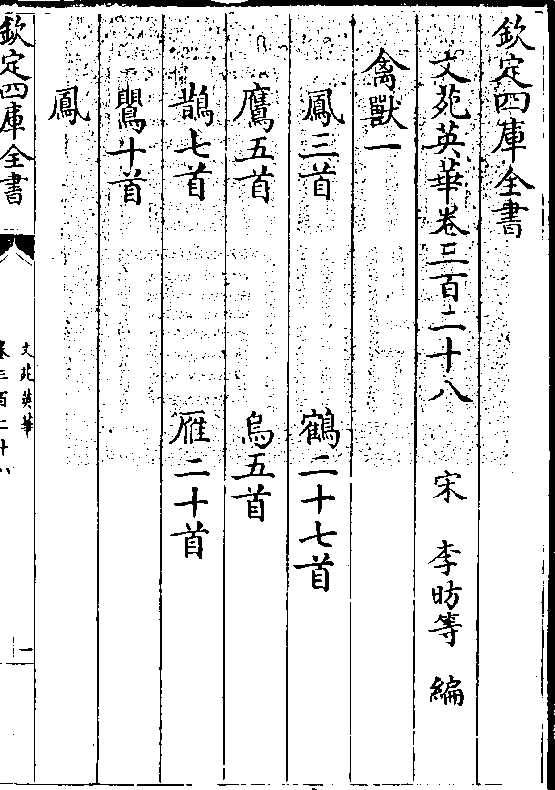 欽定四庫全書
文苑英華卷三百二十八
宋 李昉等 編
禽獸一
鳳三首 鶴二十七首
鷹五首 烏五首
鵲七首 雁二十首
鸎十首
鳳
欽定四庫全書
文苑英華
卷三百二十八
一